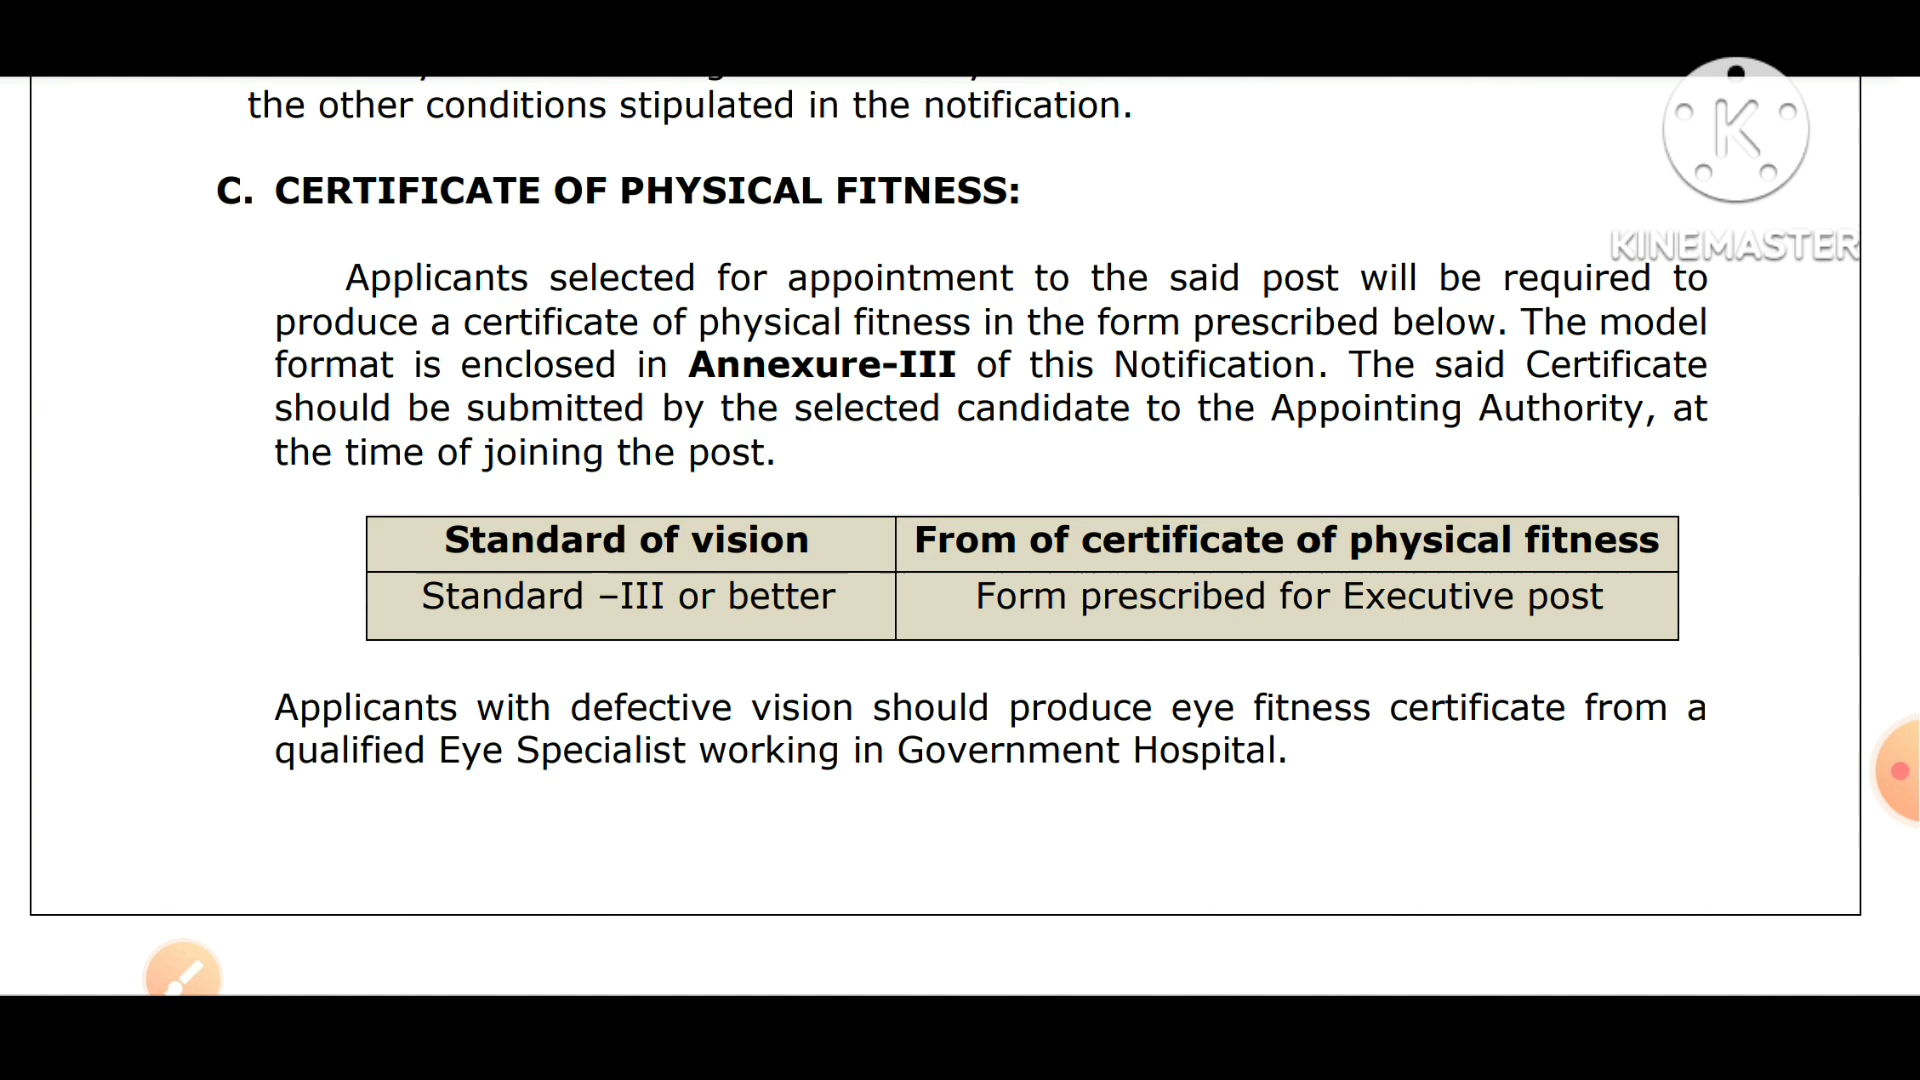 the other conditions stipulated in the notification.
C. CERTIFICATE OF PHYSICAL FITNESS:
Applicants selected for appointment to the said post will be required to
produce a certificate of physical fitness in the form prescribed below. The model
format is enclosed in Annexure-III of this Notification. The said Certificate
should be submitted by the selected candidate to the Appointing Authority, at
the time of joining the post.
Standard of vision From of certificate of physical fitness
Standard –III or better Form prescribed for Executive post
Applicants with defective vision should produce eye fitness certificate from a
qualified Eye Specialist working in Government Hospital.
K
KINEMASTER